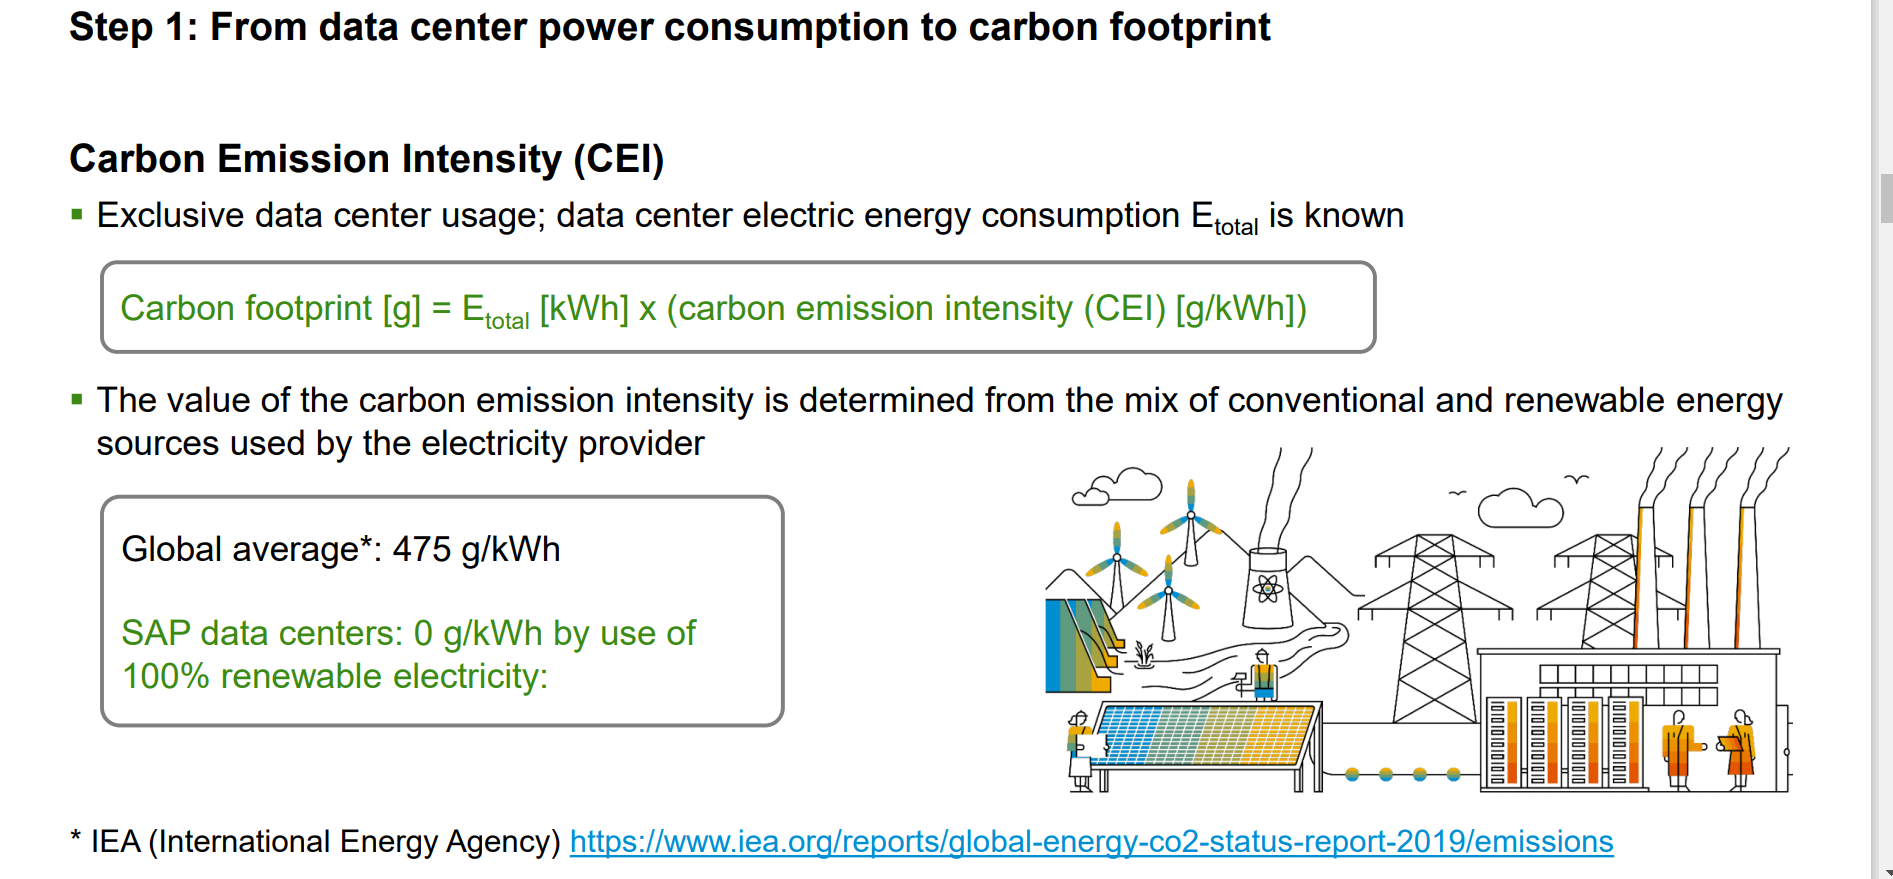 Step 1: From data center power consumption to carbon footprint
Carbon Emission Intensity (CEI)
▪ Exclusive data center usage; data center electric energy consumption Etotal is known
Carbon footprint [g] = Etotal [kWh] x (carbon emission intensity (CEI) [g/kWh])
▪ The value of the carbon emission intensity is determined from the mix of conventional and renewable energy
sources used by the electricity provider
Global average*: 475 g/kWh
SAP data centers: 0 g/kWh by use of
100% renewable electricity:
* IEA (International Energy Agency) https://www.iea.org/reports/global-energy-co2-status-report-2019/emissions